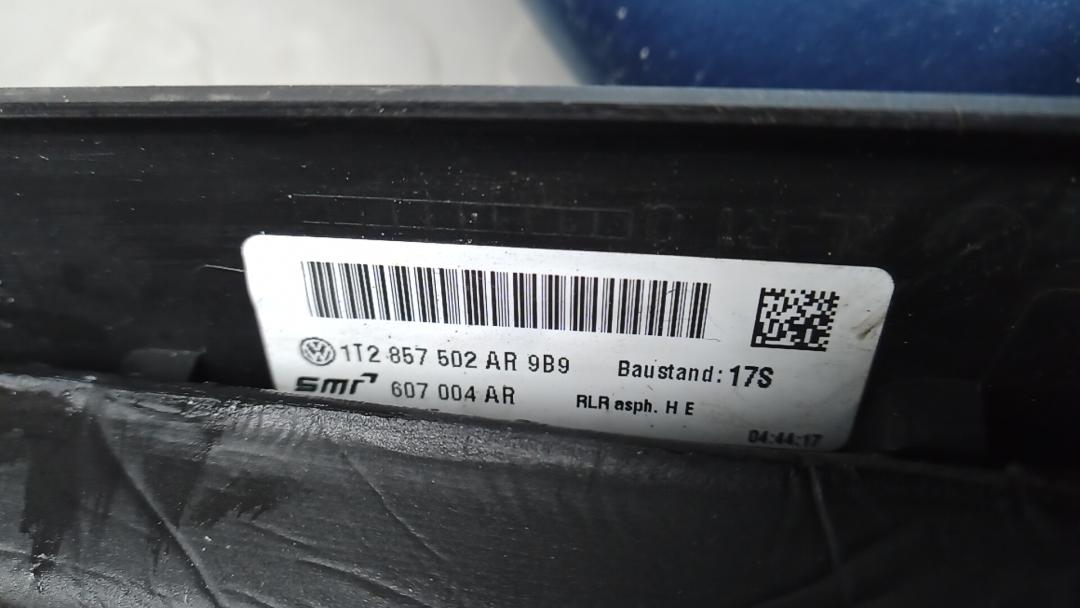 1T2 857 502 AR 9B9
Baustand: 17S
smr 607 004 AR
RLR asph. H E
04:44:17